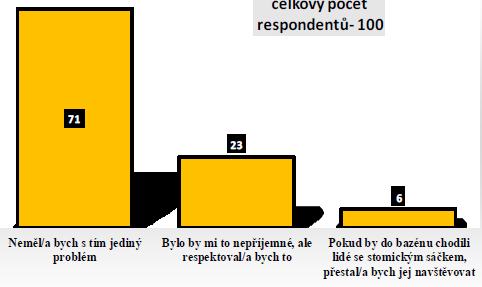 celkový počet
respondentů- 100
71
23
6
Neměl/a bych s tím jediný
problém
Bylo by mi to nepříjemné, ale
respektoval/a bych to
Pokud by do bazénu chodili
lidé se stomickým sáčkem,
přestal/a bych jej navštěvovat